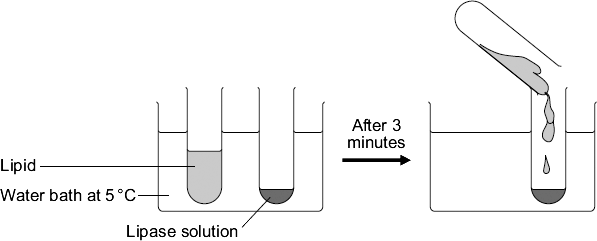 After 3
minutes
Lipid
Water bath at 5 °C
Lipase solution